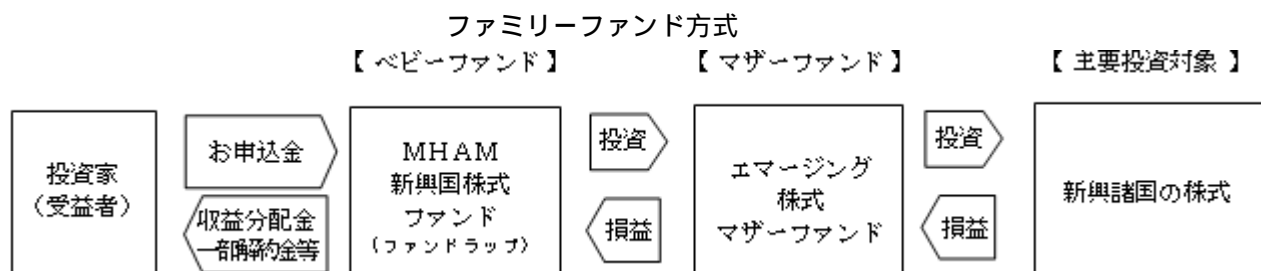 ファミリーファンド方式
【 ベビーファンド 】
【 マザーファンド 】
【 主要投資対象 】
投資家
（受益者）
お申込金
収益分配金
一部解約金等
ＭＨＡＭ
新興国株式
ファンド
（ファンドラップ）
投資
損益
エマージング
株式
マザーファンド
投資
損益
新興諸国の株式